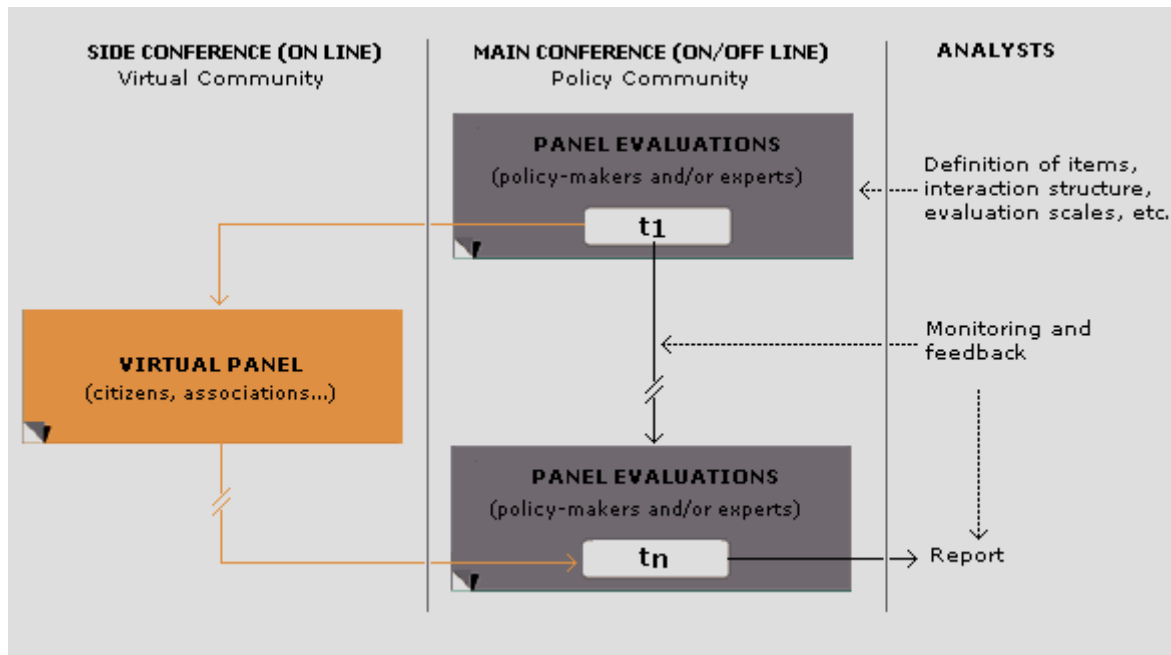 SIDE CONFERENCE (ON LINE)
Virtual Community
MAIN CONFERENCE (ON/OFF LINE)
Policy Community
ANALYSTS
PANEL EVALUATIONS
(policy-makers and/or experts)
t1
Definition of items,
interaction structure,
evaluation scales, etc.
VIRTUAL PANEL
(citizens, associations...)
Monitoring and
feedback
PANEL EVALUATIONS
(policy-makers and/or experts)
tn
Report